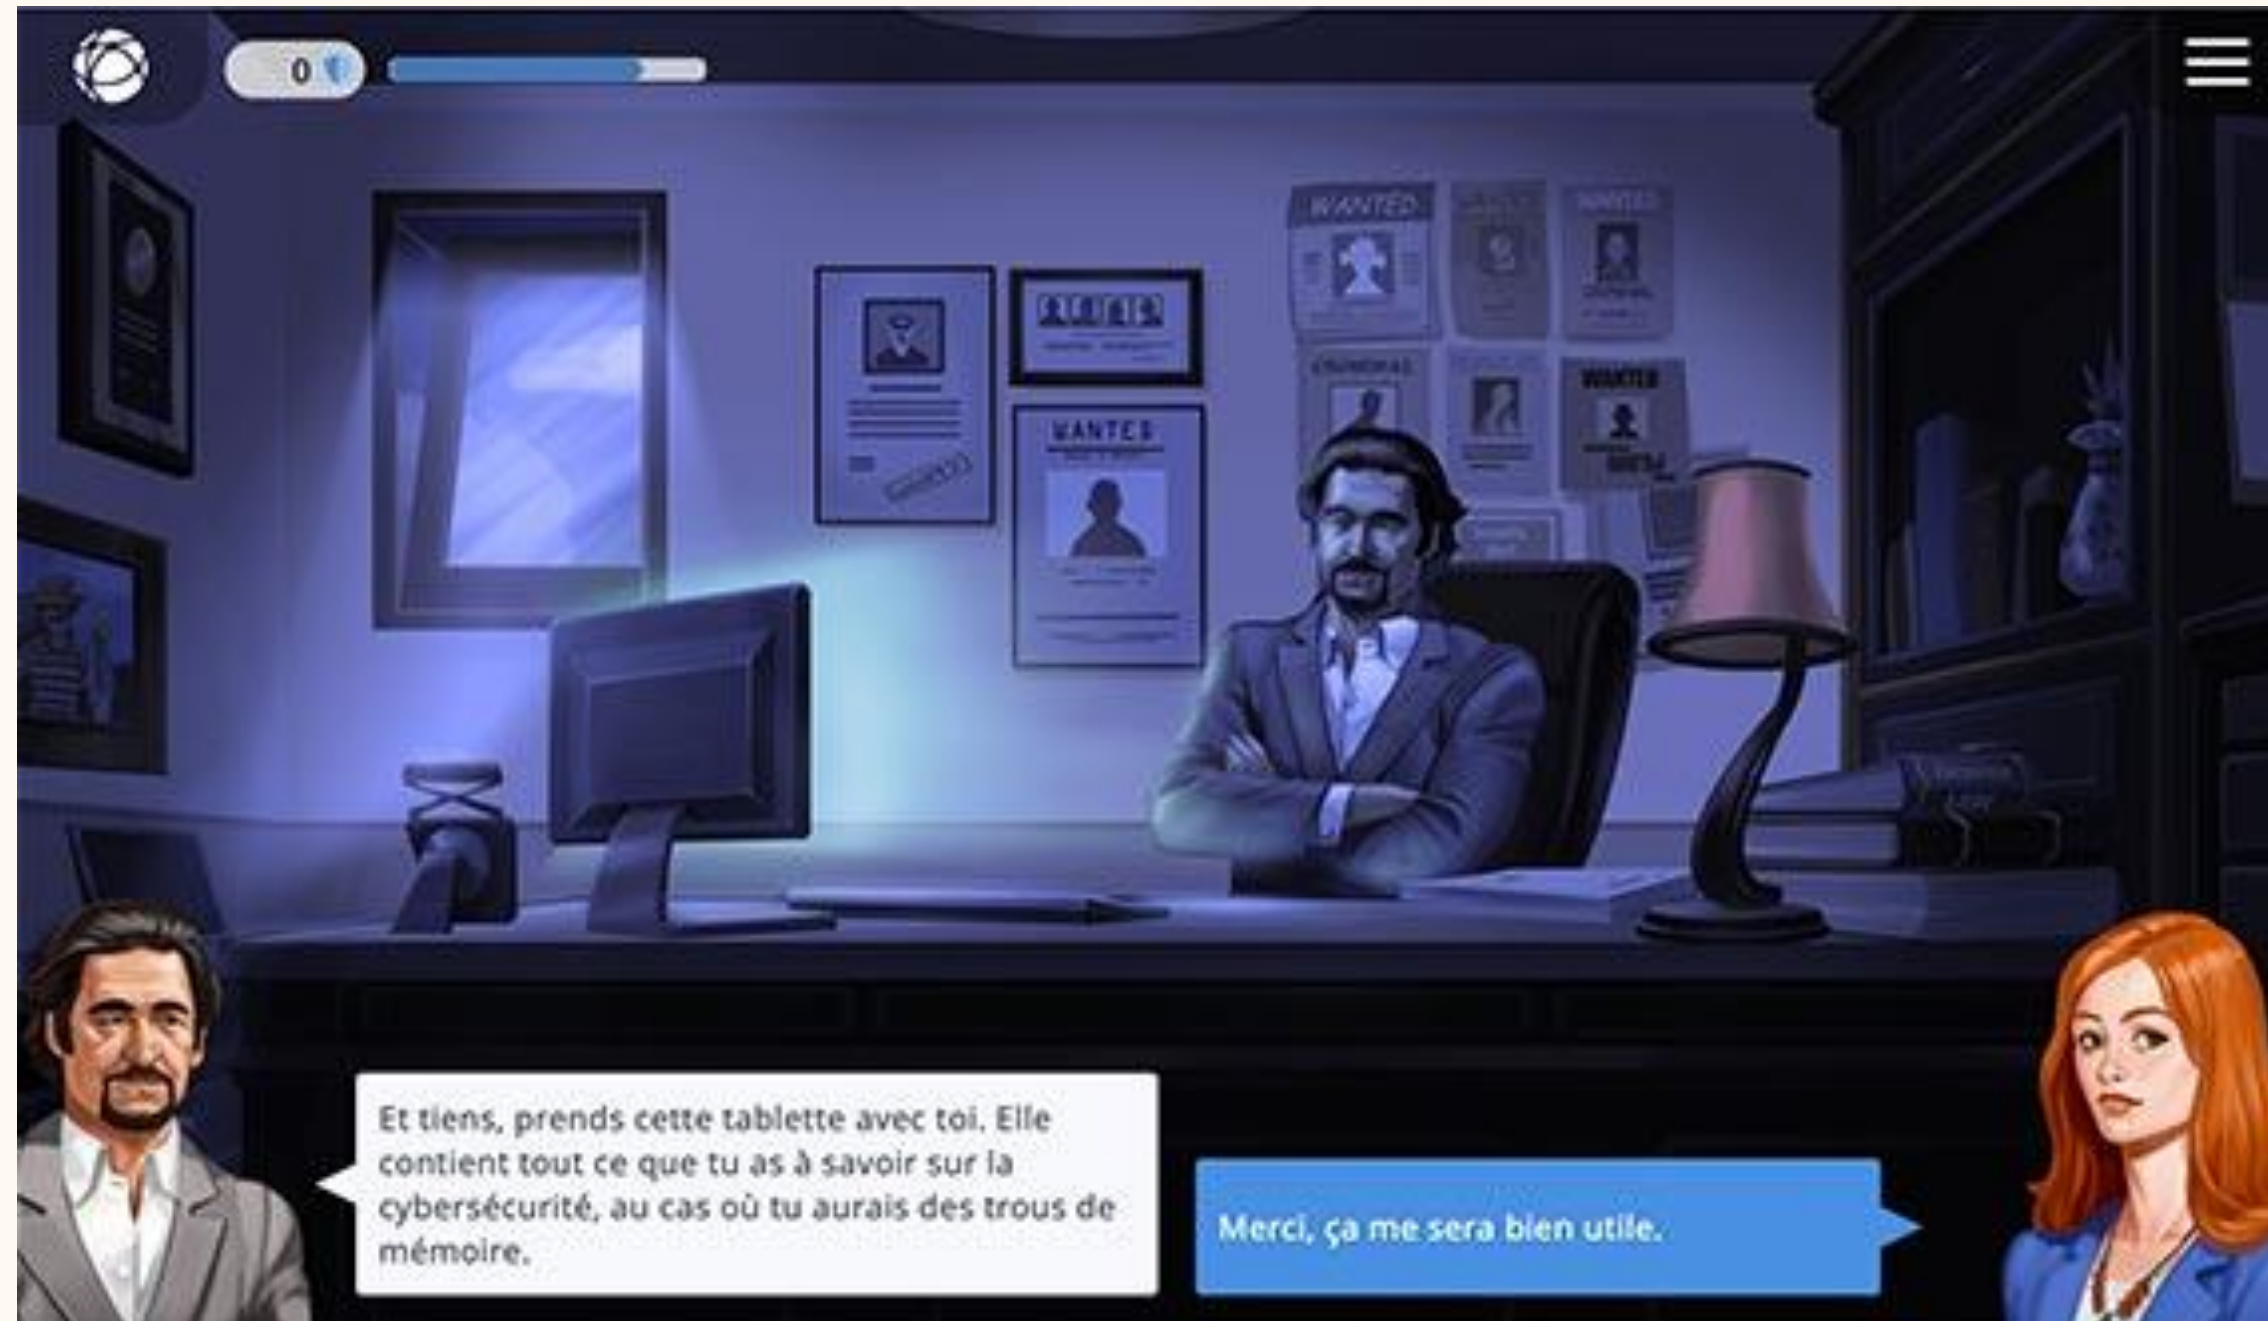 0
WANTED
WANTED
WANTED
WANTED
Et tiens, prends cette tablette avec toi. Elle
contient tout ce que tu as à savoir sur la
cybersécurité, au cas où tu aurais des trous de
mémoire.
Merci, ça me sera bien utile.